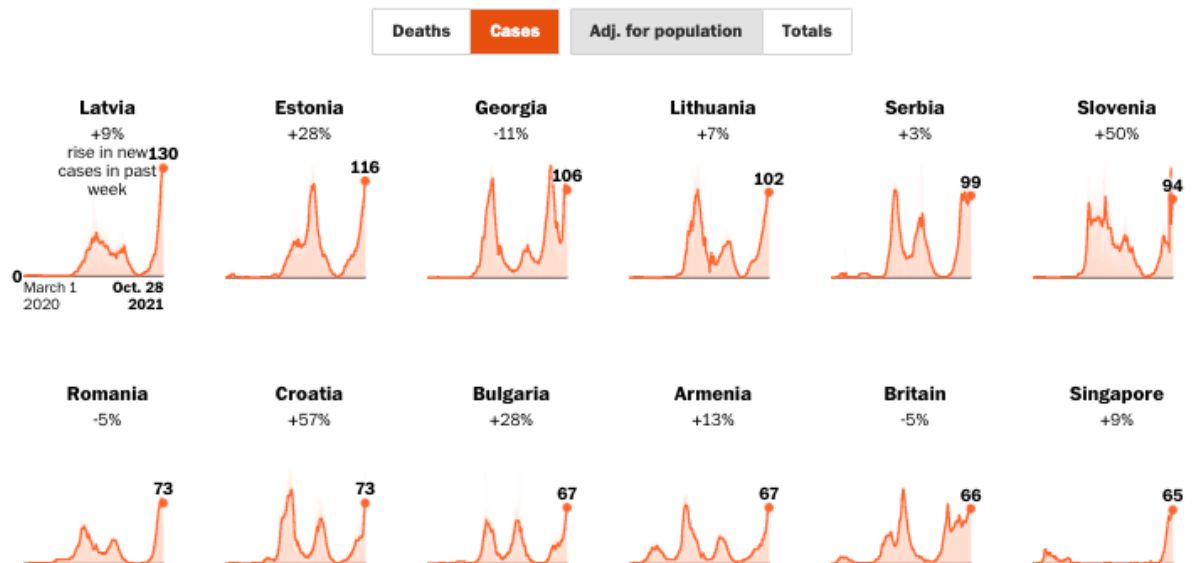 Deaths Cases Adj. for population Totals
Latvia Estonia Georgia Lithuania Serbia Slovenia
+9% +28% -11% +7% +3% +50%
rise in new
cases in past
week
130 116 106 102 99 94
0
March 1
2020
Oct. 28
2021
Romania Croatia Bulgaria Armenia Britain Singapore
-5% +57% +28% +13% -5% +9%
73 73 67 67 66 65